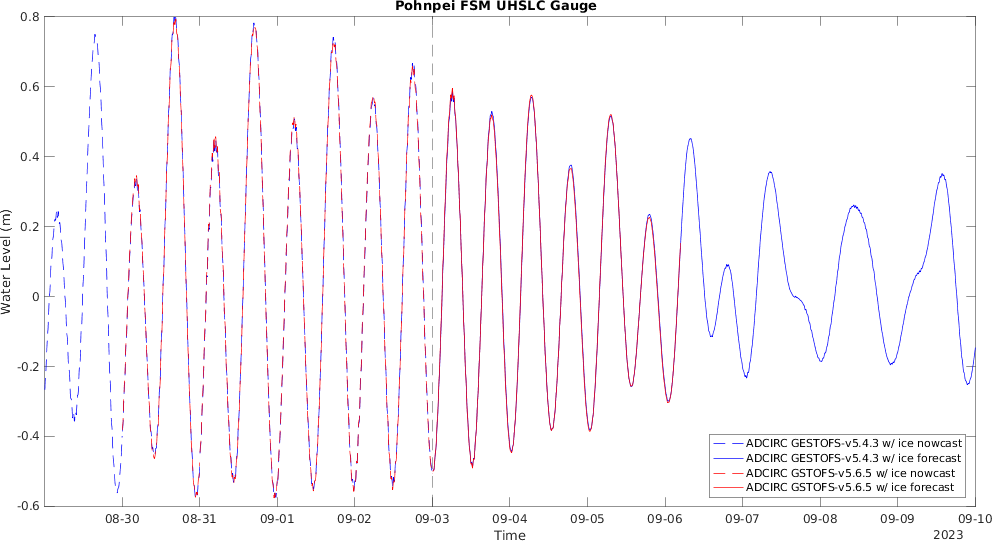 Pohnpei FSM UHSLC Gauge
0.8
0.6
0.4
0.2
0
-0.2
-0.4
-0.6
Water Level (m)
ADCIRC GESTOFS-v5.4.3 w/ ice nowcast
ADCIRC GESTOFS-v5.4.3 w/ ice forecast
ADCIRC GSTOFS-v5.6.5 w/ ice nowcast
ADCIRC GSTOFS-v5.6.5 w/ ice forecast
08-30 08-31 09-01 09-02 09-03 09-04 09-05 09-06 09-07 09-08 09-09 09-10
Time
2023